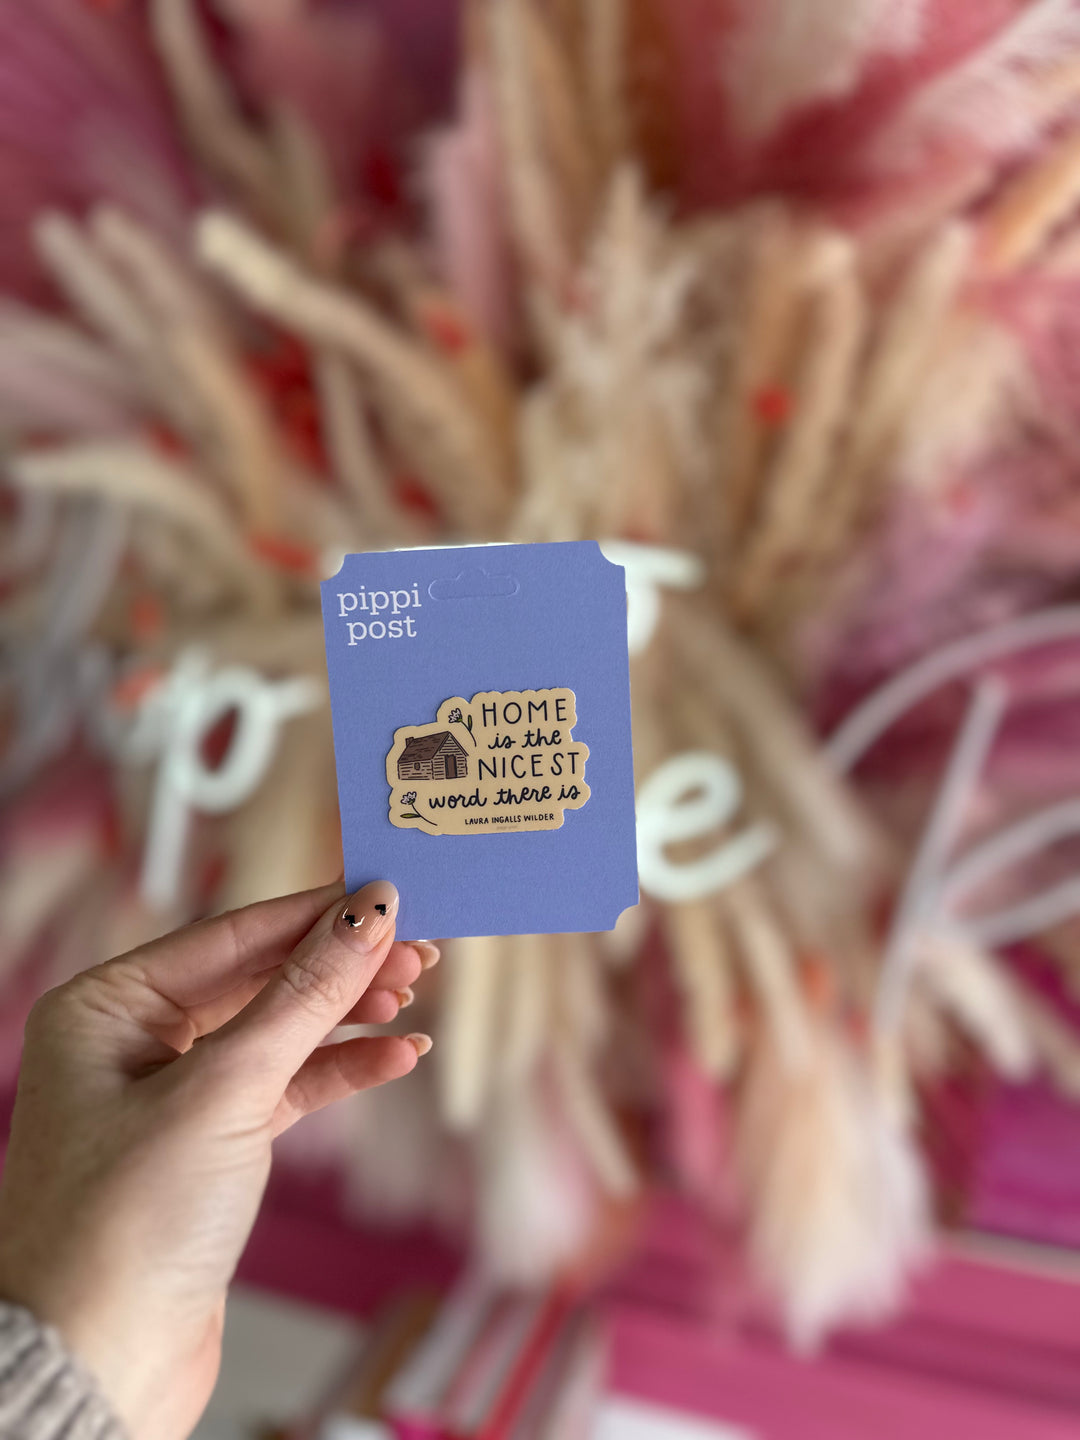 pippi
post
HOME
is the
NICEST
word there is
LAURA INGALLS WILDER